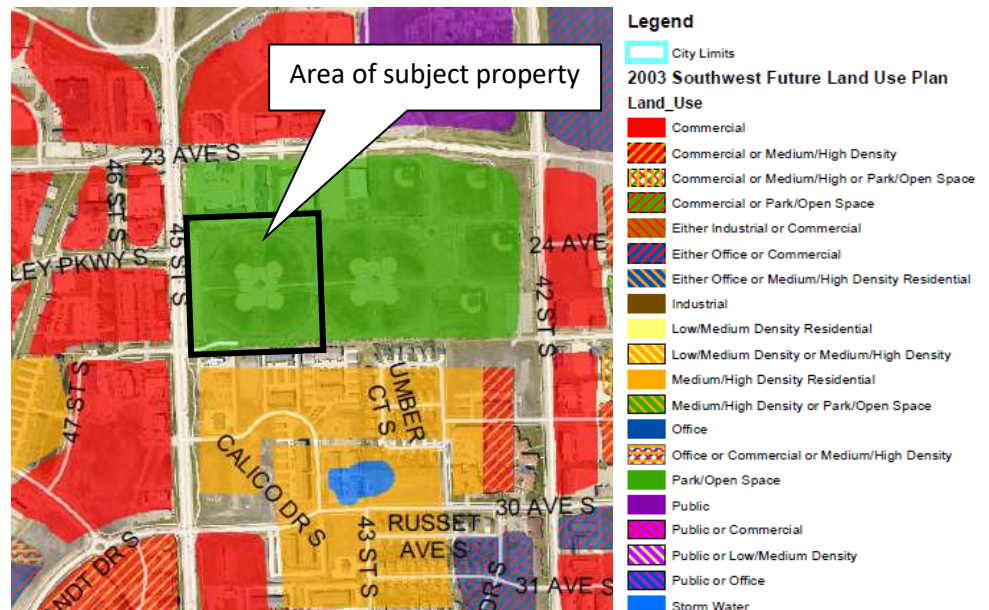 Area of subject property
23 AVE S
46 ST S
45 ST S
LEY PKWY S
24 AVE
42 ST S
47 ST S
UMBER
CT S
CALICO DR S
30 AVE S
RUSSET
AVE S
43 ST S
DR S
31 AVE S
NDT DR S
Legend
City Limits
2003 Southwest Future Land Use Plan
Land_Use
Commercial
Commercial or Medium/High Density
Commercial or Medium/High or Park/Open Space
Commercial or Park/Open Space
Either Industrial or Commercial
Either Office or Commercial
Either Office or Medium/High Density Residential
Industrial
Low/Medium Density Residential
Low/Medium Density or Medium/High Density
Medium/High Density Residential
Medium/High Density or Park/Open Space
Office
Office or Commercial or Medium/High Density
Park/Open Space
Public
Public or Commercial
Public or Low/Medium Density
Public or Office
Storm Water